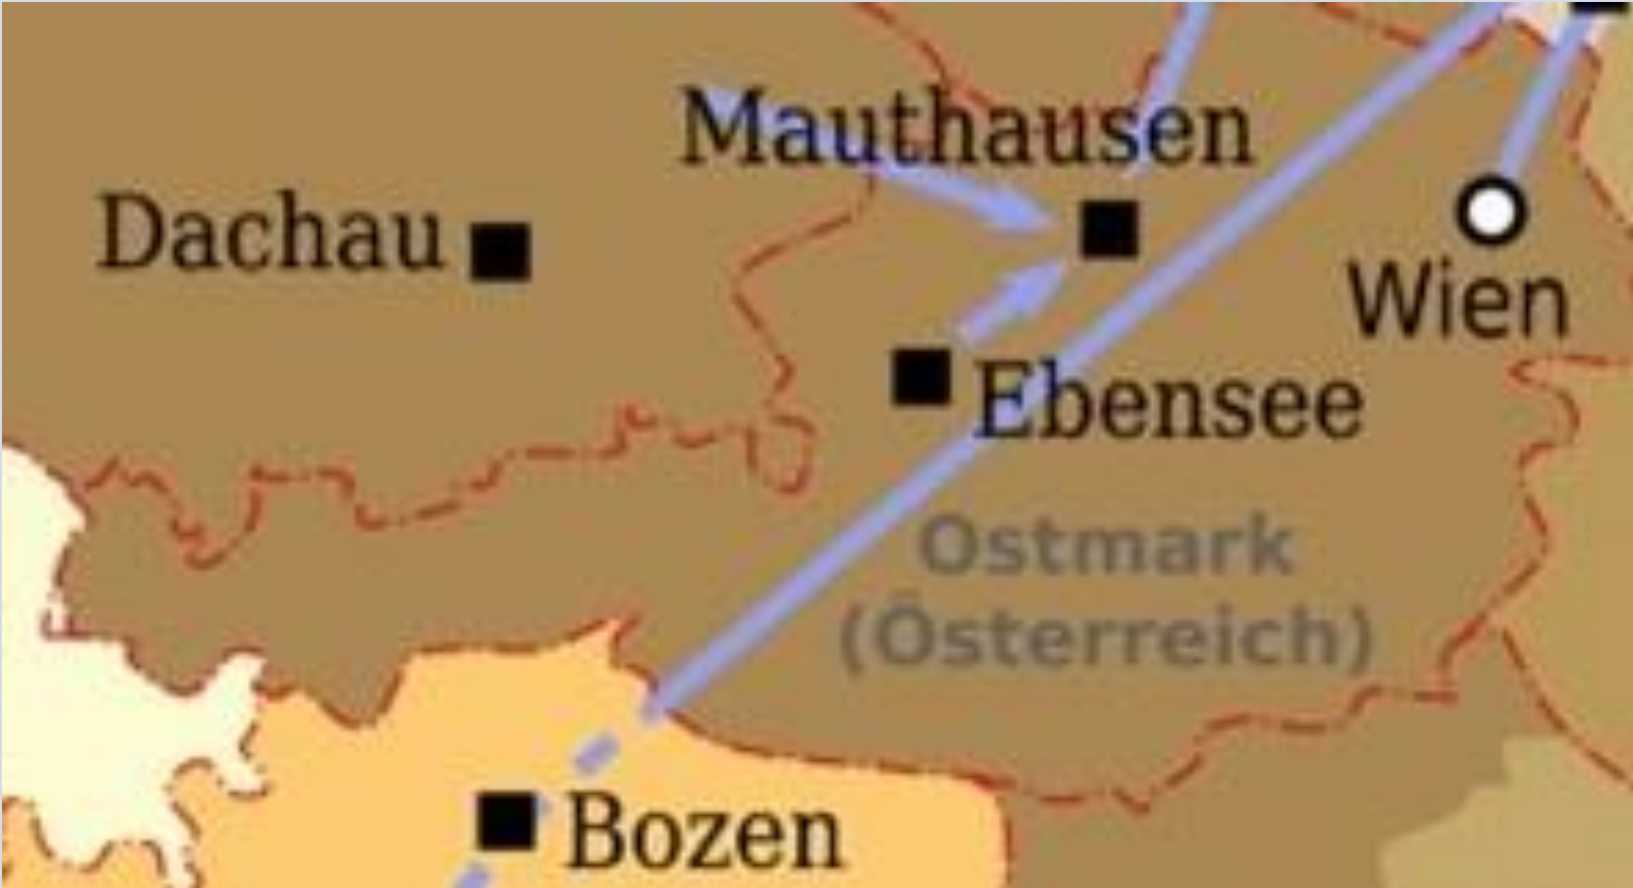 Mauthausen
Dachau
Wien
Ebensee
Ostmark
(Österreich)
Bozen